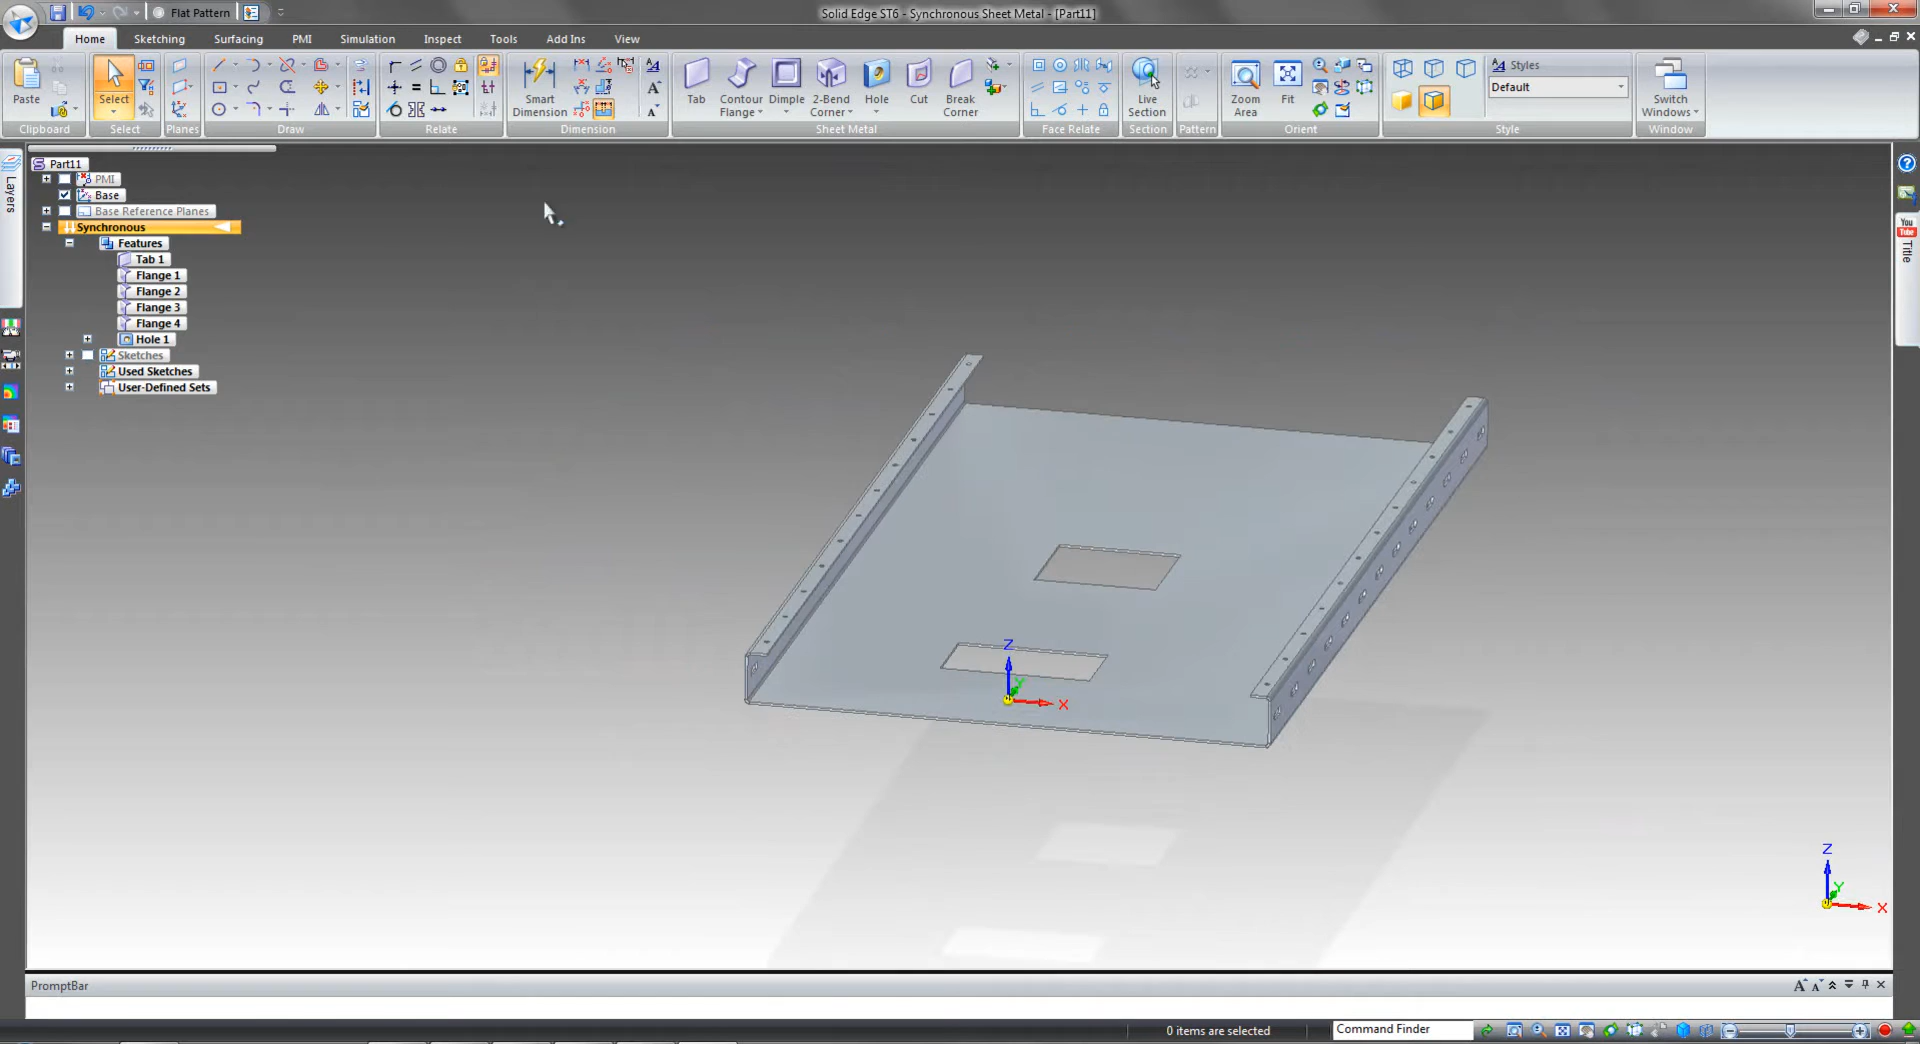 Flat Pattern
Solid Edge ST6 - Synchronous Sheet Metal - [Part11]
Home Sketching Surfacing PMI Simulation Inspect Tools Add Ins View
Paste
Clipboard
Select
Select
Planes
Draw
Relate
Smart Dimension
Dimension
Tab
Contour Flange
Dimple
2-Bend Corner
Hole
Cut
Break Corner
Sheet Metal
Face Relate
Live Section
Section
Pattern
Zoom Area
Fit
Orient
Styles
Default
Style
Switch Windows
Window
Layers
Part11
PMI
Base
Base Reference Planes
Synchronous
Features
Tab 1
Flange 1
Flange 2
Flange 3
Flange 4
Hole 1
Sketches
Used Sketches
User-Defined Sets
You Tube
Title
Z
Y
X
Z
Y
X
PromptBar
0 items are selected
Command Finder